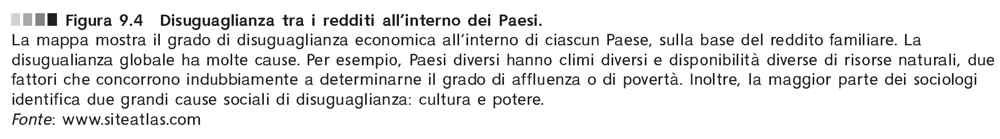 Figura 9.4 Disuguaglianza tra i redditi all’interno dei Paesi.
La mappa mostra il grado di disuguaglianza economica all’interno di ciascun Paese, sulla base del reddito familiare. La
disugualianza globale ha molte cause. Per esempio, Paesi diversi hanno climi diversi e disponibilità diverse di risorse naturali, due
fattori che concorrono indubbiamente a determinarne il grado di affluenza o di povertà. Inoltre, la maggior parte dei sociologi
identifica due grandi cause sociali di disuguaglianza: cultura e potere.
Fonte: www.siteatlas.com